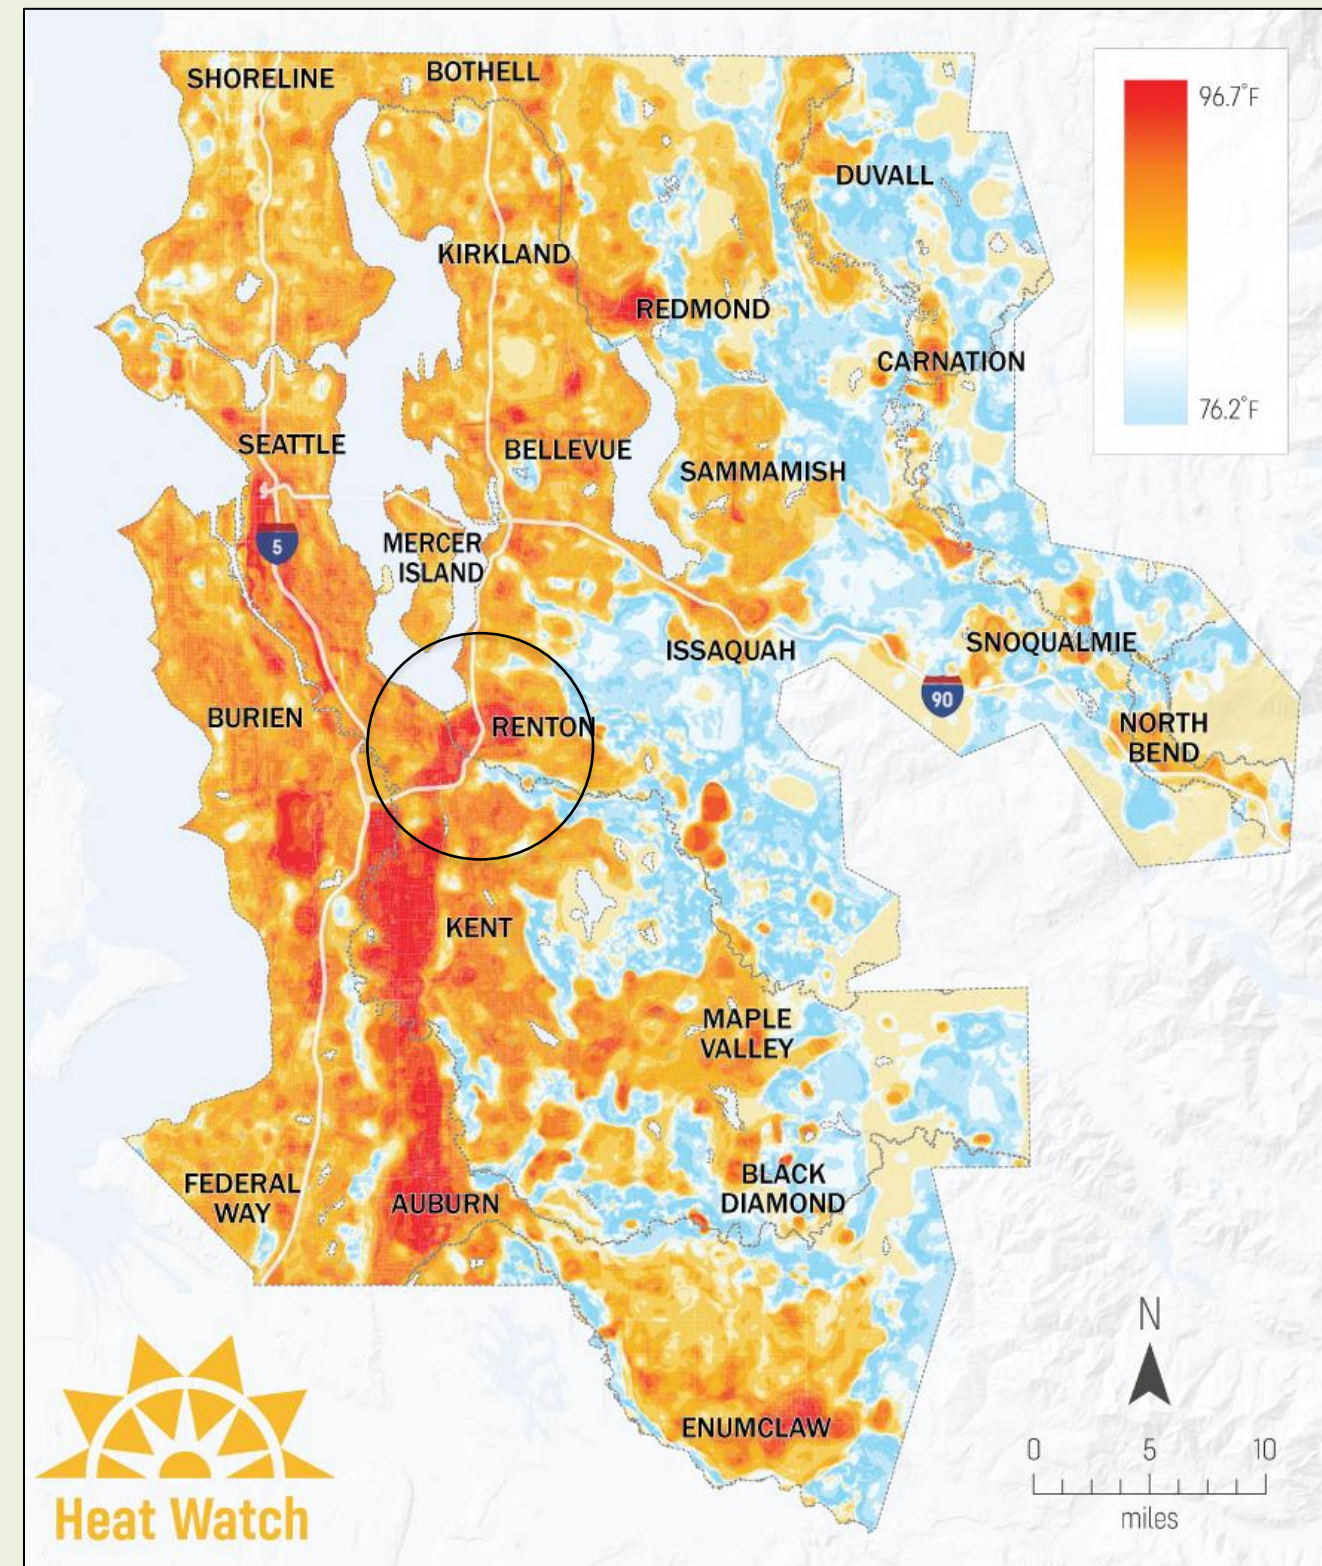 SHORELINE
BOTHELL
96.7°F
DUVALL
KIRKLAND
REDMOND
CARNATION
76.2°F
SEATTLE
BELLEVUE
SAMMAMISH
5
MERCER
ISLAND
ISSAQUAH
SNOQUALMIE
90
BURIEN
RENTON
NORTH
BEND
KENT
MAPLE
VALLEY
FEDERAL
WAY
AUBURN
BLACK
DIAMOND
N
ENUMCLAW
0 5 10
miles
Heat Watch